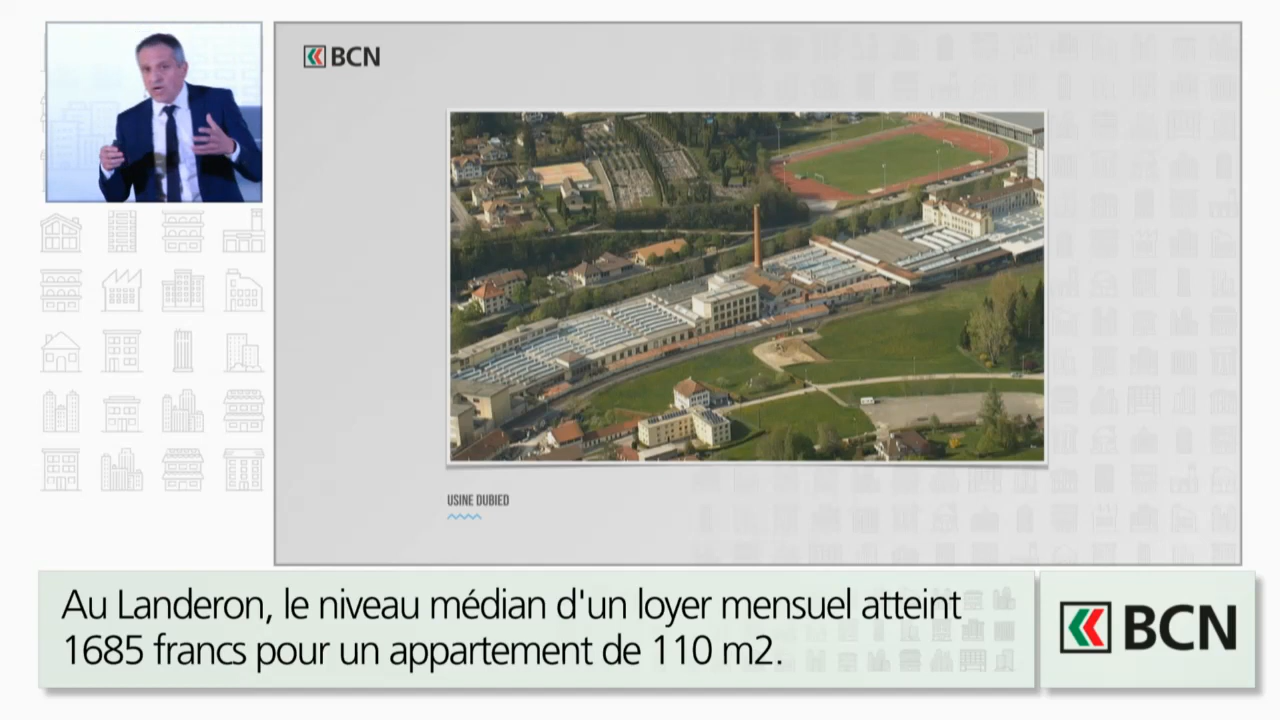 BCN
USINE DUBIED
Au Landeron, le niveau médian d'un loyer mensuel atteint
1685 francs pour un appartement de 110 m2.
BCN